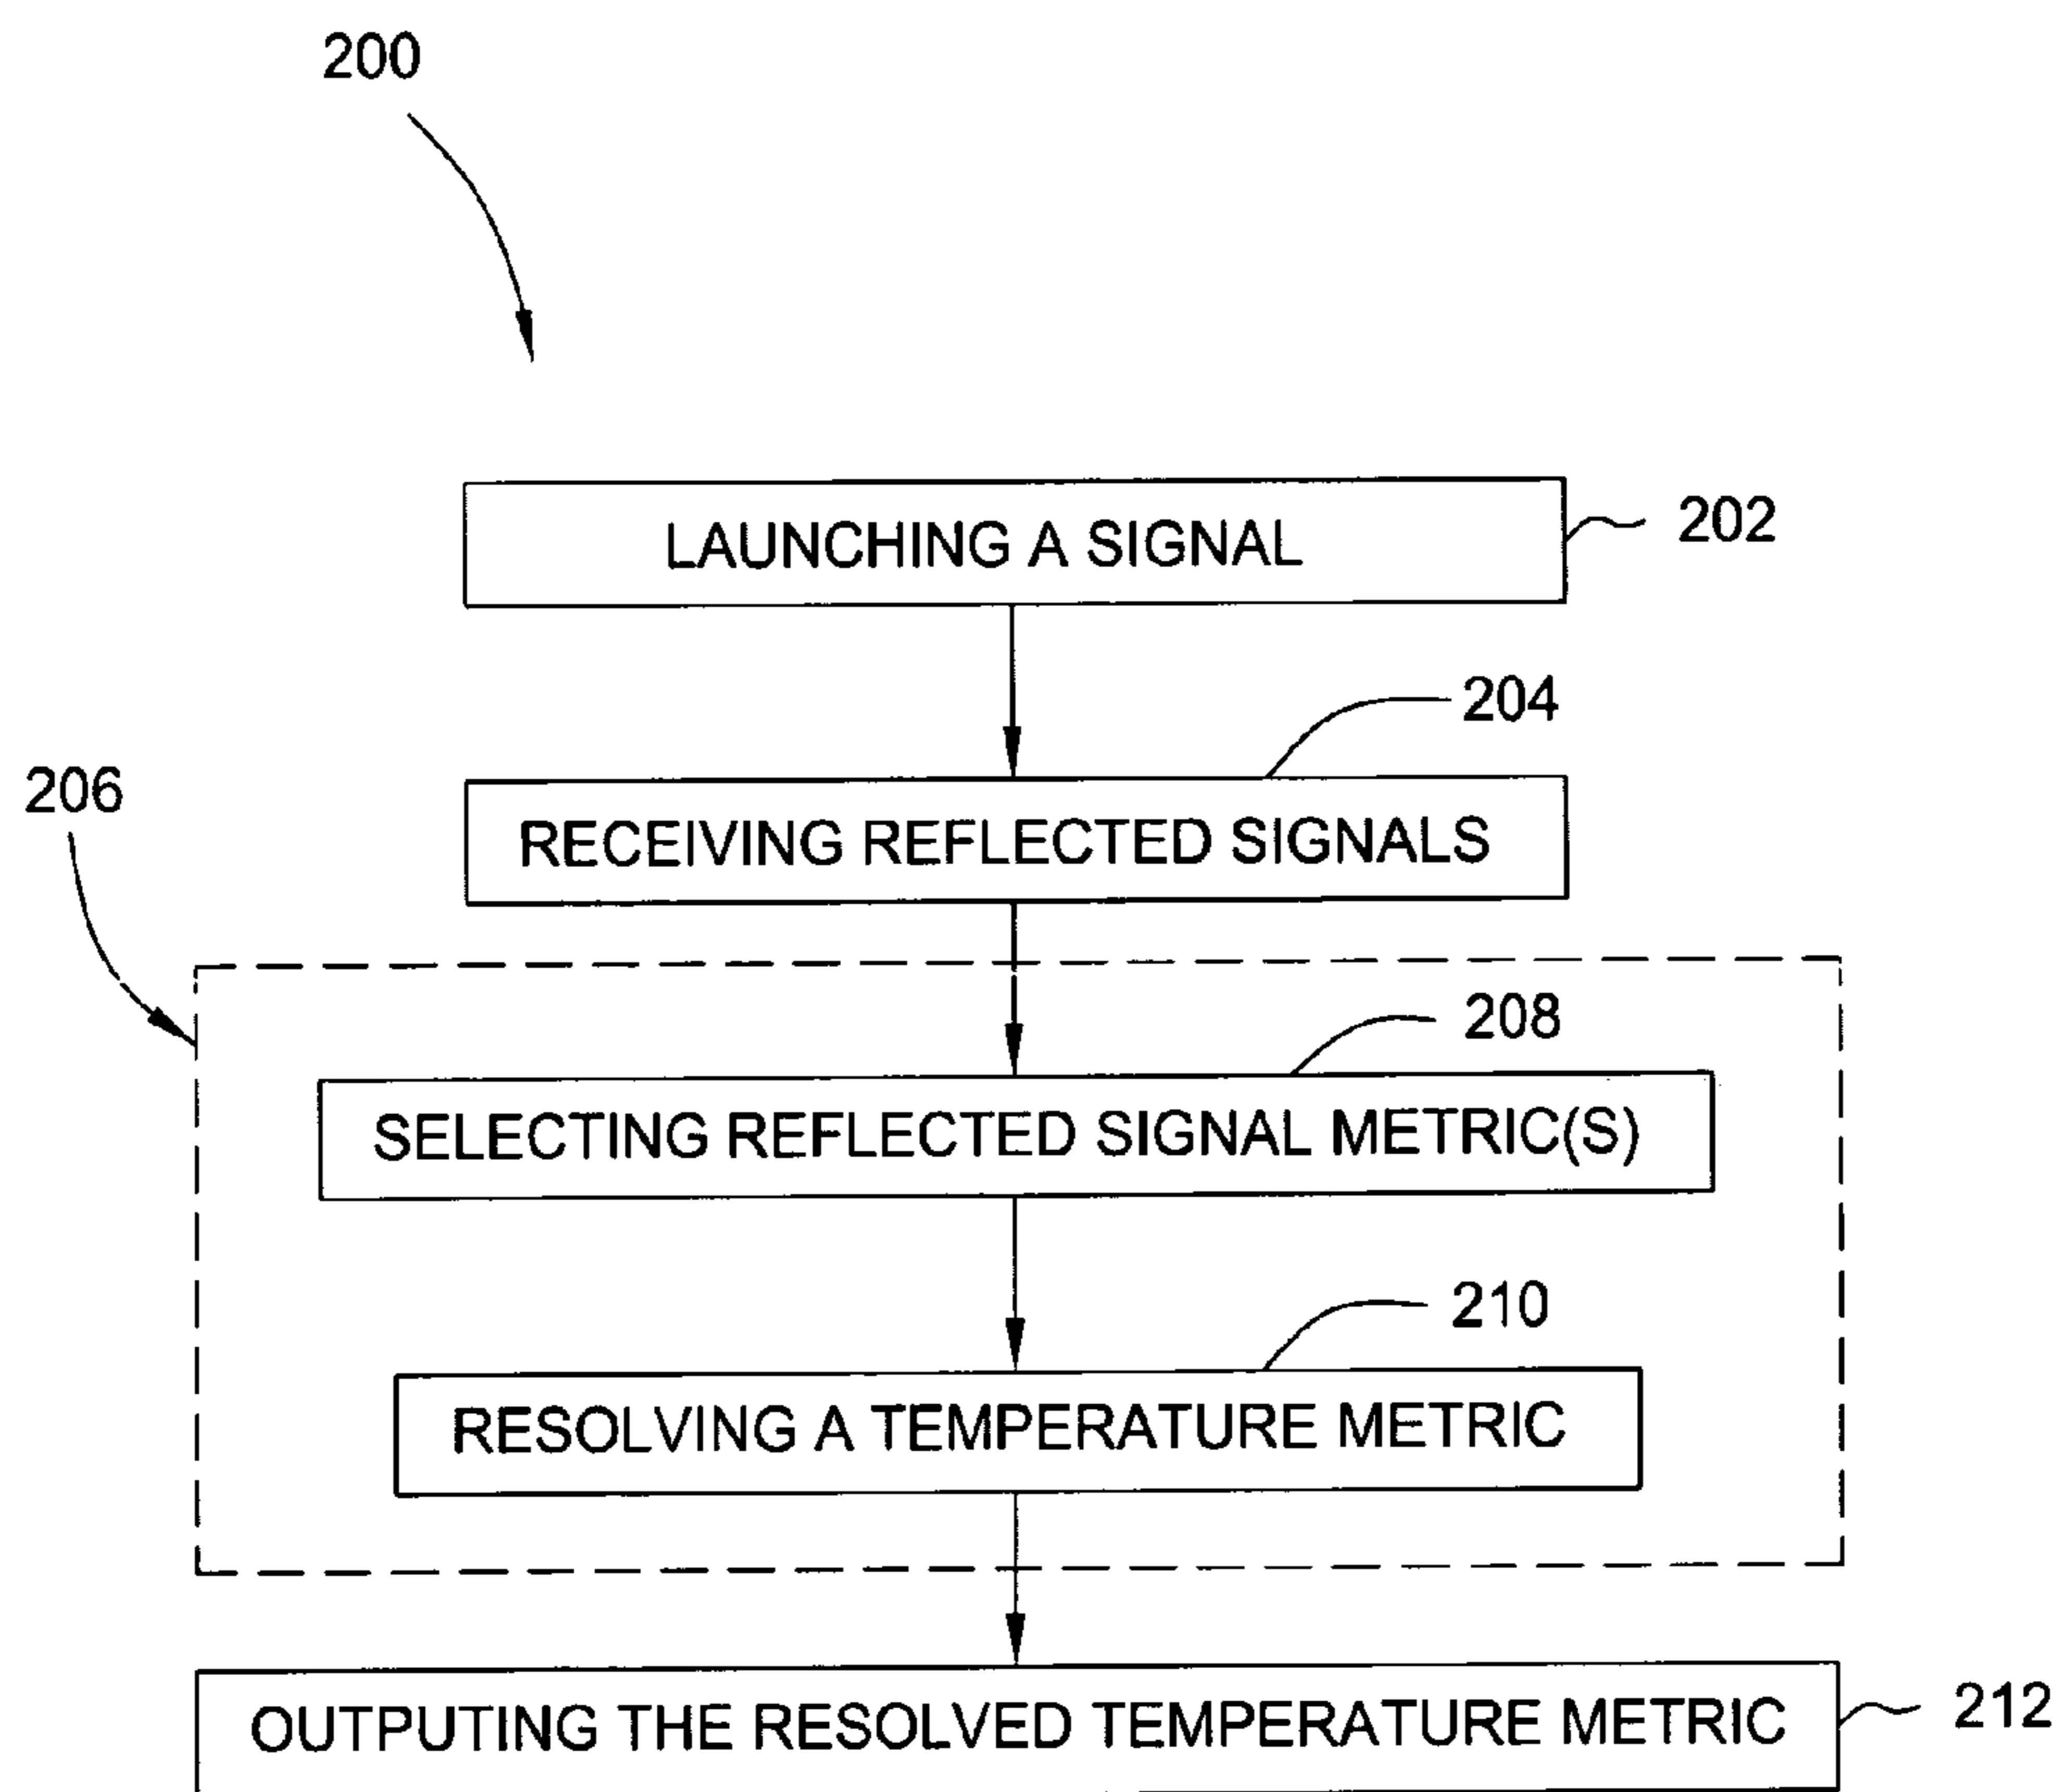 200
LAUNCHING A SIGNAL
202
204
RECEIVING REFLECTED SIGNALS
206
208
SELECTING REFLECTED SIGNAL METRIC(S)
210
RESOLVING A TEMPERATURE METRIC
OUTPUTING THE RESOLVED TEMPERATURE METRIC
212